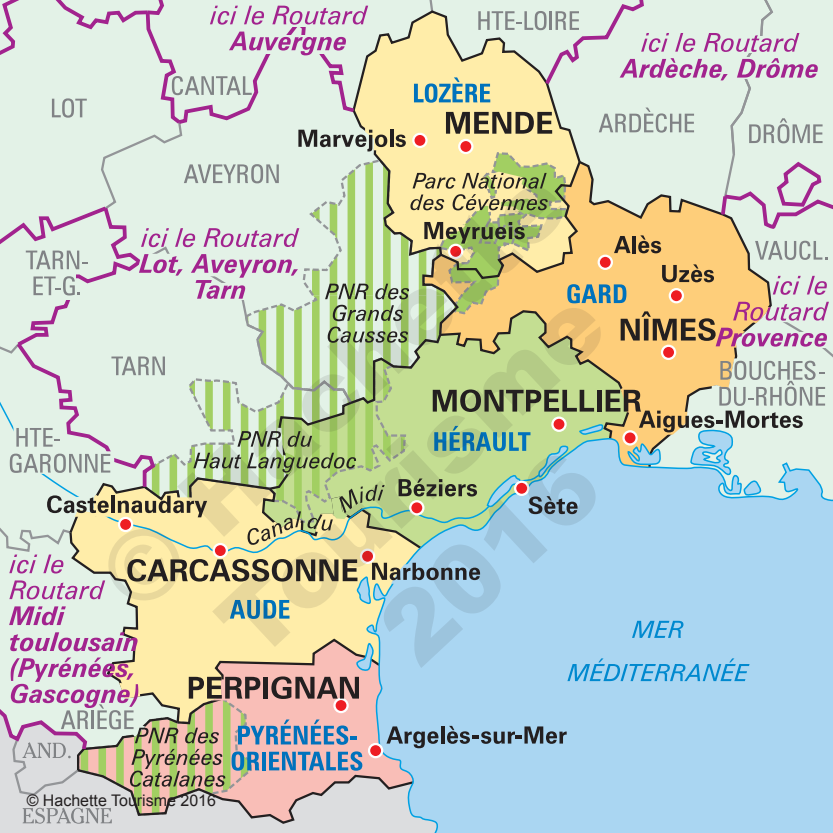 ici le Routard
Auvergne
HTE-LOIRE
ici le Routard
Ardèche, Drôme
CANTAL
LOT
LOZÈRE
MENDE
Marvejols
ARDÈCHE
DRÔME
AVEYRON
Parc National
des Cévennes
Meyrueis
ici le Routard
Lot, Aveyron,
Tarn
TARN-
ET-G.
Alès
Uzès
VAUCL.
GARD
ici le
Routard
Provence
NÎMES
PNR des
Grands
Causses
TARN
BOUCHES-
DU-RHÔNE
MONTPELLIER
Aigues-Mortes
HÉRAULT
HTE-
GARONNE
PNR du
Haut Languedoc
Castelnaudary
Canal du Midi
Béziers
Sète
CARCASSONNE
Narbonne
AUDE
ici le
Routard
Midi
toulousain
(Pyrénées,
Gascogne)
MER
MÉDITERRANÉE
ARIÈGE
PERPIGNAN
AND.
PNR des
Pyrénées
Catalanes
PYRÉNÉES-
ORIENTALES
Argelès-sur-Mer
© Hachette Tourisme 2016
ESPAGNE
© Hachette
Tourisme
2016